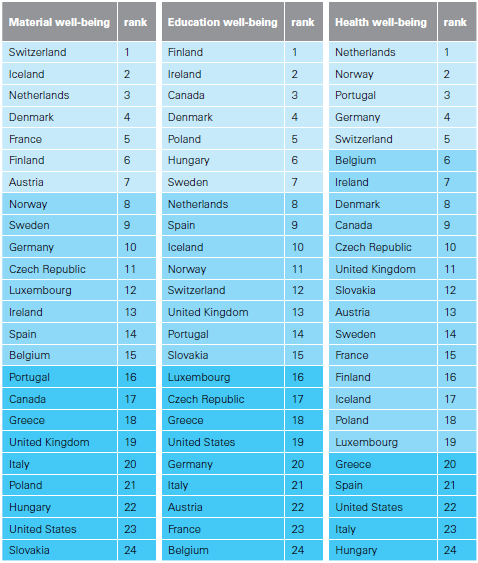 Material well-being rank Education well-being rank Health well-being rank
Switzerland 1 Finland 1 Netherlands 1
Iceland 2 Ireland 2 Norway 2
Netherlands 3 Canada 3 Portugal 3
Denmark 4 Denmark 4 Germany 4
France 5 Poland 5 Switzerland 5
Finland 6 Hungary 6 Belgium 6
Austria 7 Sweden 7 Ireland 7
Norway 8 Netherlands 8 Denmark 8
Sweden 9 Spain 9 Canada 9
Germany 10 Iceland 10 Czech Republic 10
Czech Republic 11 Norway 11 United Kingdom 11
Luxembourg 12 Switzerland 12 Slovakia 12
Ireland 13 United Kingdom 13 Austria 13
Spain 14 Portugal 14 Sweden 14
Belgium 15 Slovakia 15 France 15
Portugal 16 Luxembourg 16 Finland 16
Canada 17 Czech Republic 17 Iceland 17
Greece 18 Greece 18 Poland 18
United Kingdom 19 United States 19 Luxembourg 19
Italy 20 Germany 20 Greece 20
Poland 21 Italy 21 Spain 21
Hungary 22 Austria 22 United States 22
United States 23 France 23 Italy 23
Slovakia 24 Belgium 24 Hungary 24